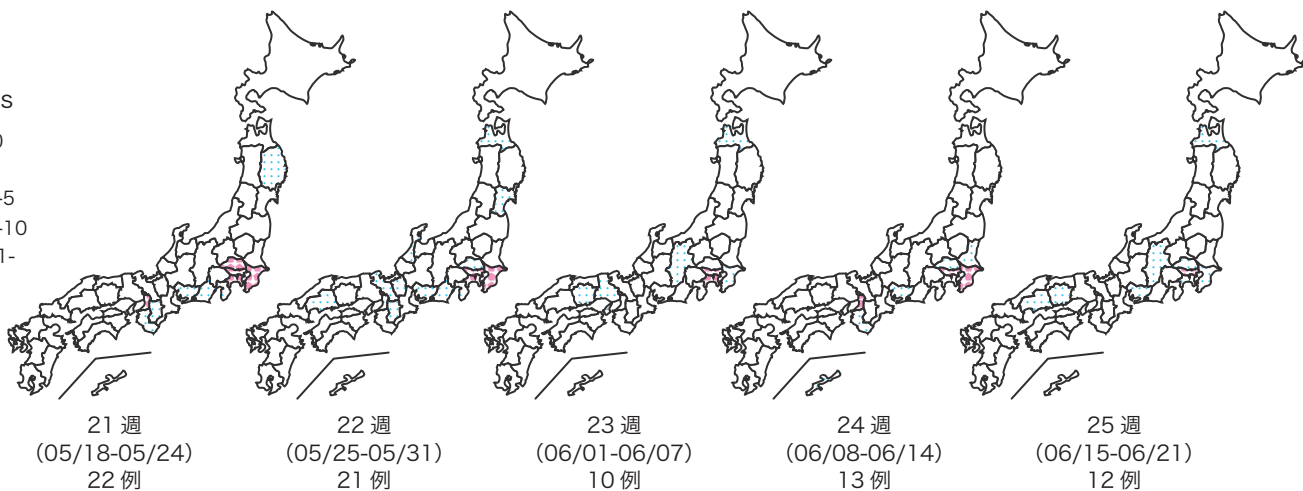 s
0
-5
-10
1-
21 週
(05/18-05/24)
22 例
22 週
(05/25-05/31)
21 例
23 週
(06/01-06/07)
10 例
24 週
(06/08-06/14)
13 例
25 週
(06/15-06/21)
12 例